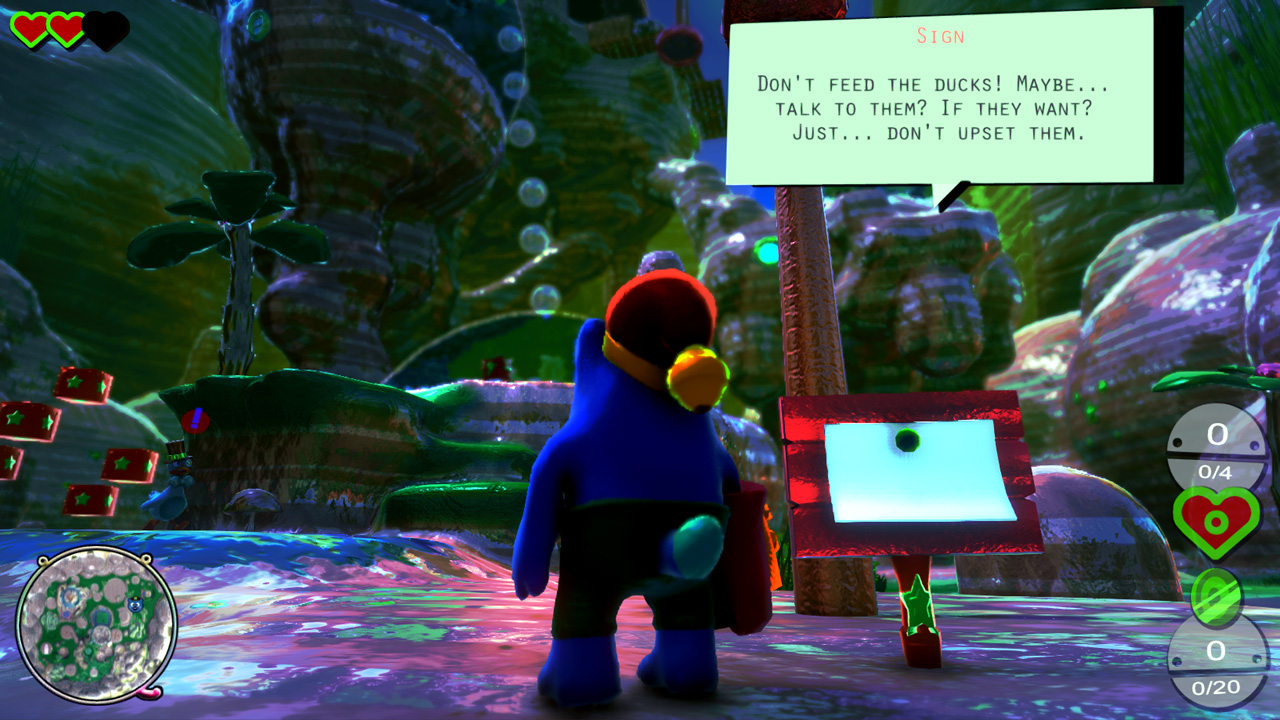 Sign
Don't feed the ducks! Maybe...
talk to them? If they want?
Just... don't upset them.
0
0/4
0
0/20